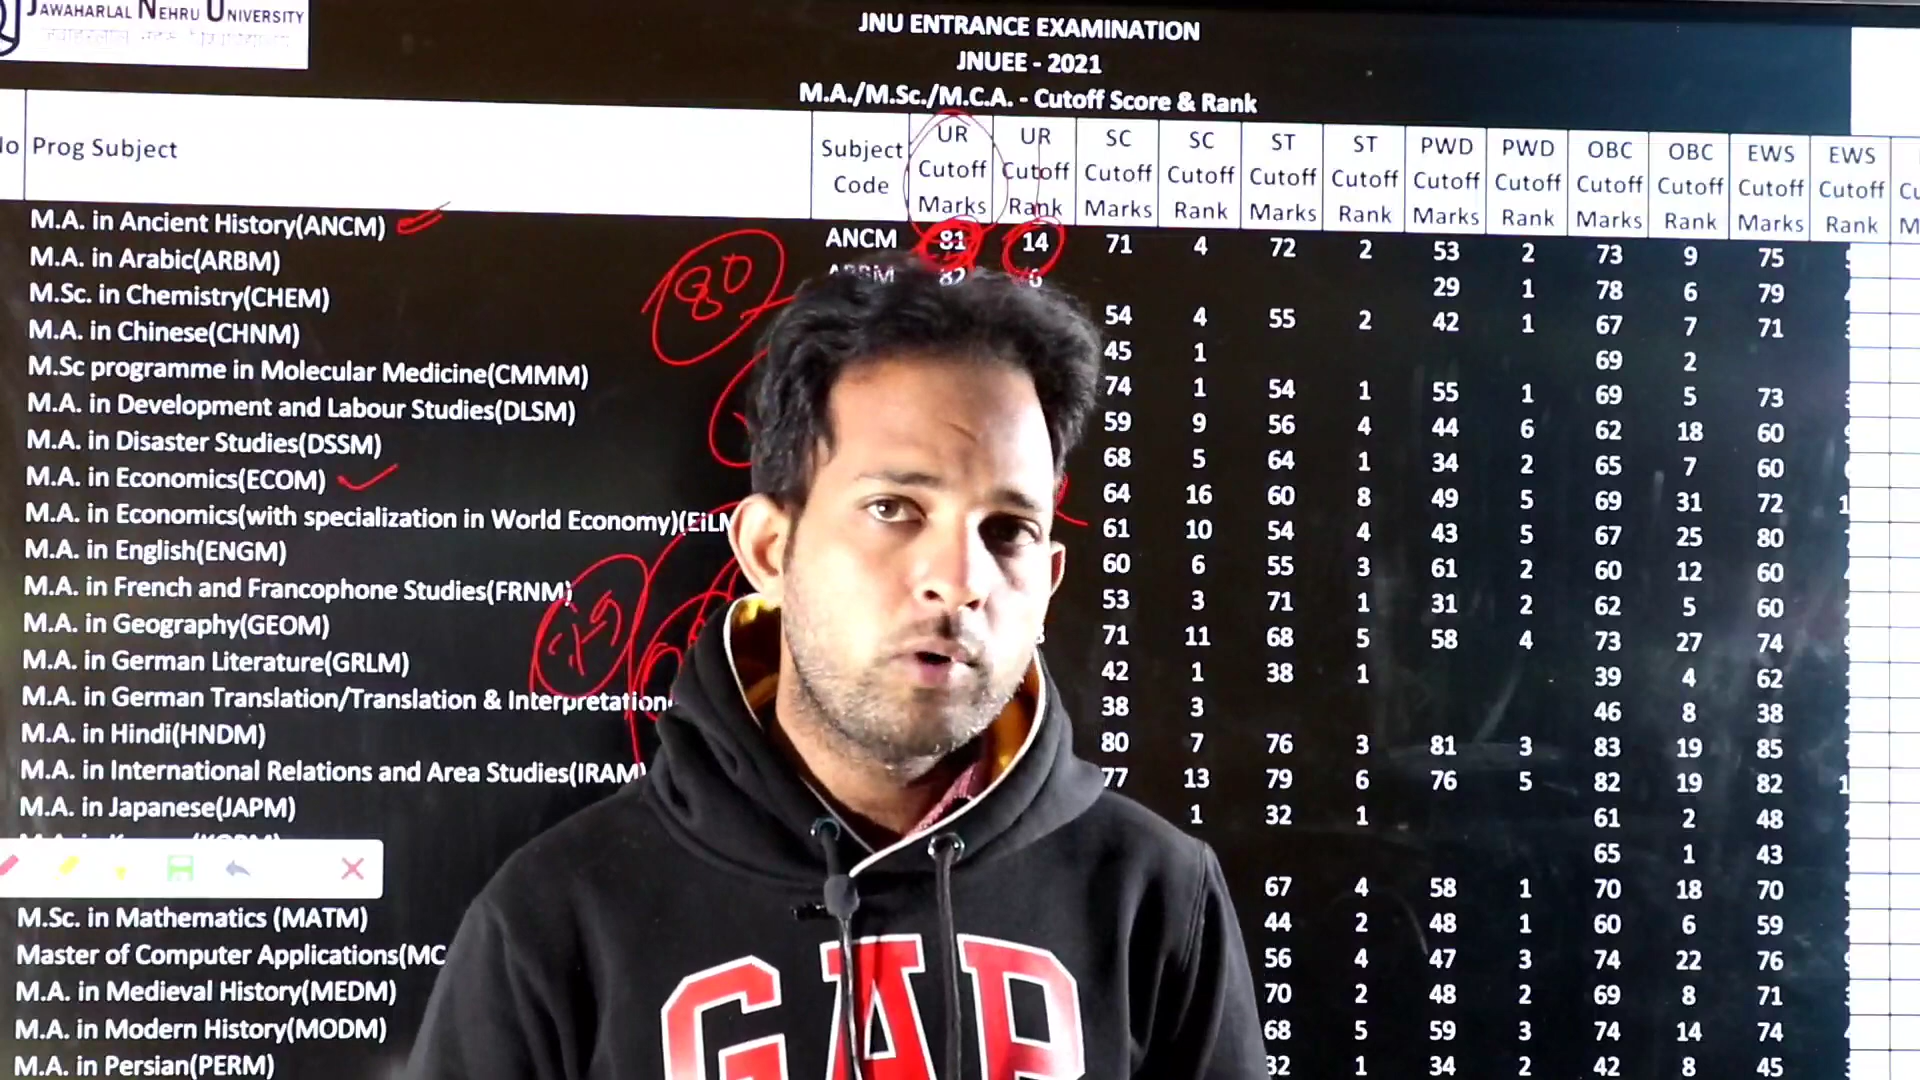 JAWAHARLAL NEHRU UNIVERSITY
JNU ENTRANCE EXAMINATION
JNUEE - 2021
M.A./M.Sc./M.C.A. - Cutoff Score & Rank
No Prog Subject Subject Code UR Cutoff Marks UR Cutoff Rank SC Cutoff Marks SC Cutoff Rank ST Cutoff Marks ST Cutoff Rank PWD Cutoff Marks PWD Cutoff Rank OBC Cutoff Marks OBC Cutoff Rank EWS Cutoff Marks EWS Cutoff Rank
M.A. in Ancient History(ANCM) ANCM 81 14 71 4 72 2 53 2 73 9 75
M.A. in Arabic(ARBM) ARBM 82 6 29 1 78 6 79
80
M.Sc. in Chemistry(CHEM) 54 4 55 2 42 1 67 7 71
M.A. in Chinese(CHNM) 45 1 69 2
M.Sc programme in Molecular Medicine(CMMM) 74 1 54 1 55 1 69 5 73
M.A. in Development and Labour Studies(DLSM) 59 9 56 4 44 6 62 18 60
M.A. in Disaster Studies(DSSM) 68 5 64 1 34 2 65 7 60
M.A. in Economics(ECOM) 64 16 60 8 49 5 69 31 72
M.A. in Economics(with specialization in World Economy)(EiLM 61 10 54 4 43 5 67 25 80
M.A. in English(ENGM) 60 6 55 3 61 2 60 12 60
M.A. in French and Francophone Studies(FRNM) 53 3 71 1 31 2 62 5 60
M.A. in Geography(GEOM) 71 11 68 5 58 4 73 27 74
M.A. in German Literature(GRLM) 42 1 38 1 39 4 62
M.A. in German Translation/Translation & Interpretation 38 3 46 8 38
M.A. in Hindi(HNDM) 80 7 76 3 81 3 83 19 85
M.A. in International Relations and Area Studies(IRAM) 77 13 79 6 76 5 82 19 82
M.A. in Japanese(JAPM) 1 32 1 61 2 48
65 1 43
67 4 58 1 70 18 70
M.Sc. in Mathematics (MATM) 44 2 48 1 60 6 59
Master of Computer Applications(MC 56 4 47 3 74 22 76
M.A. in Medieval History(MEDM) 70 2 48 2 69 8 71
M.A. in Modern History(MODM) 68 5 59 3 74 14 74
M.A. in Persian(PERM) 32 1 34 2 42 8 45
GAP